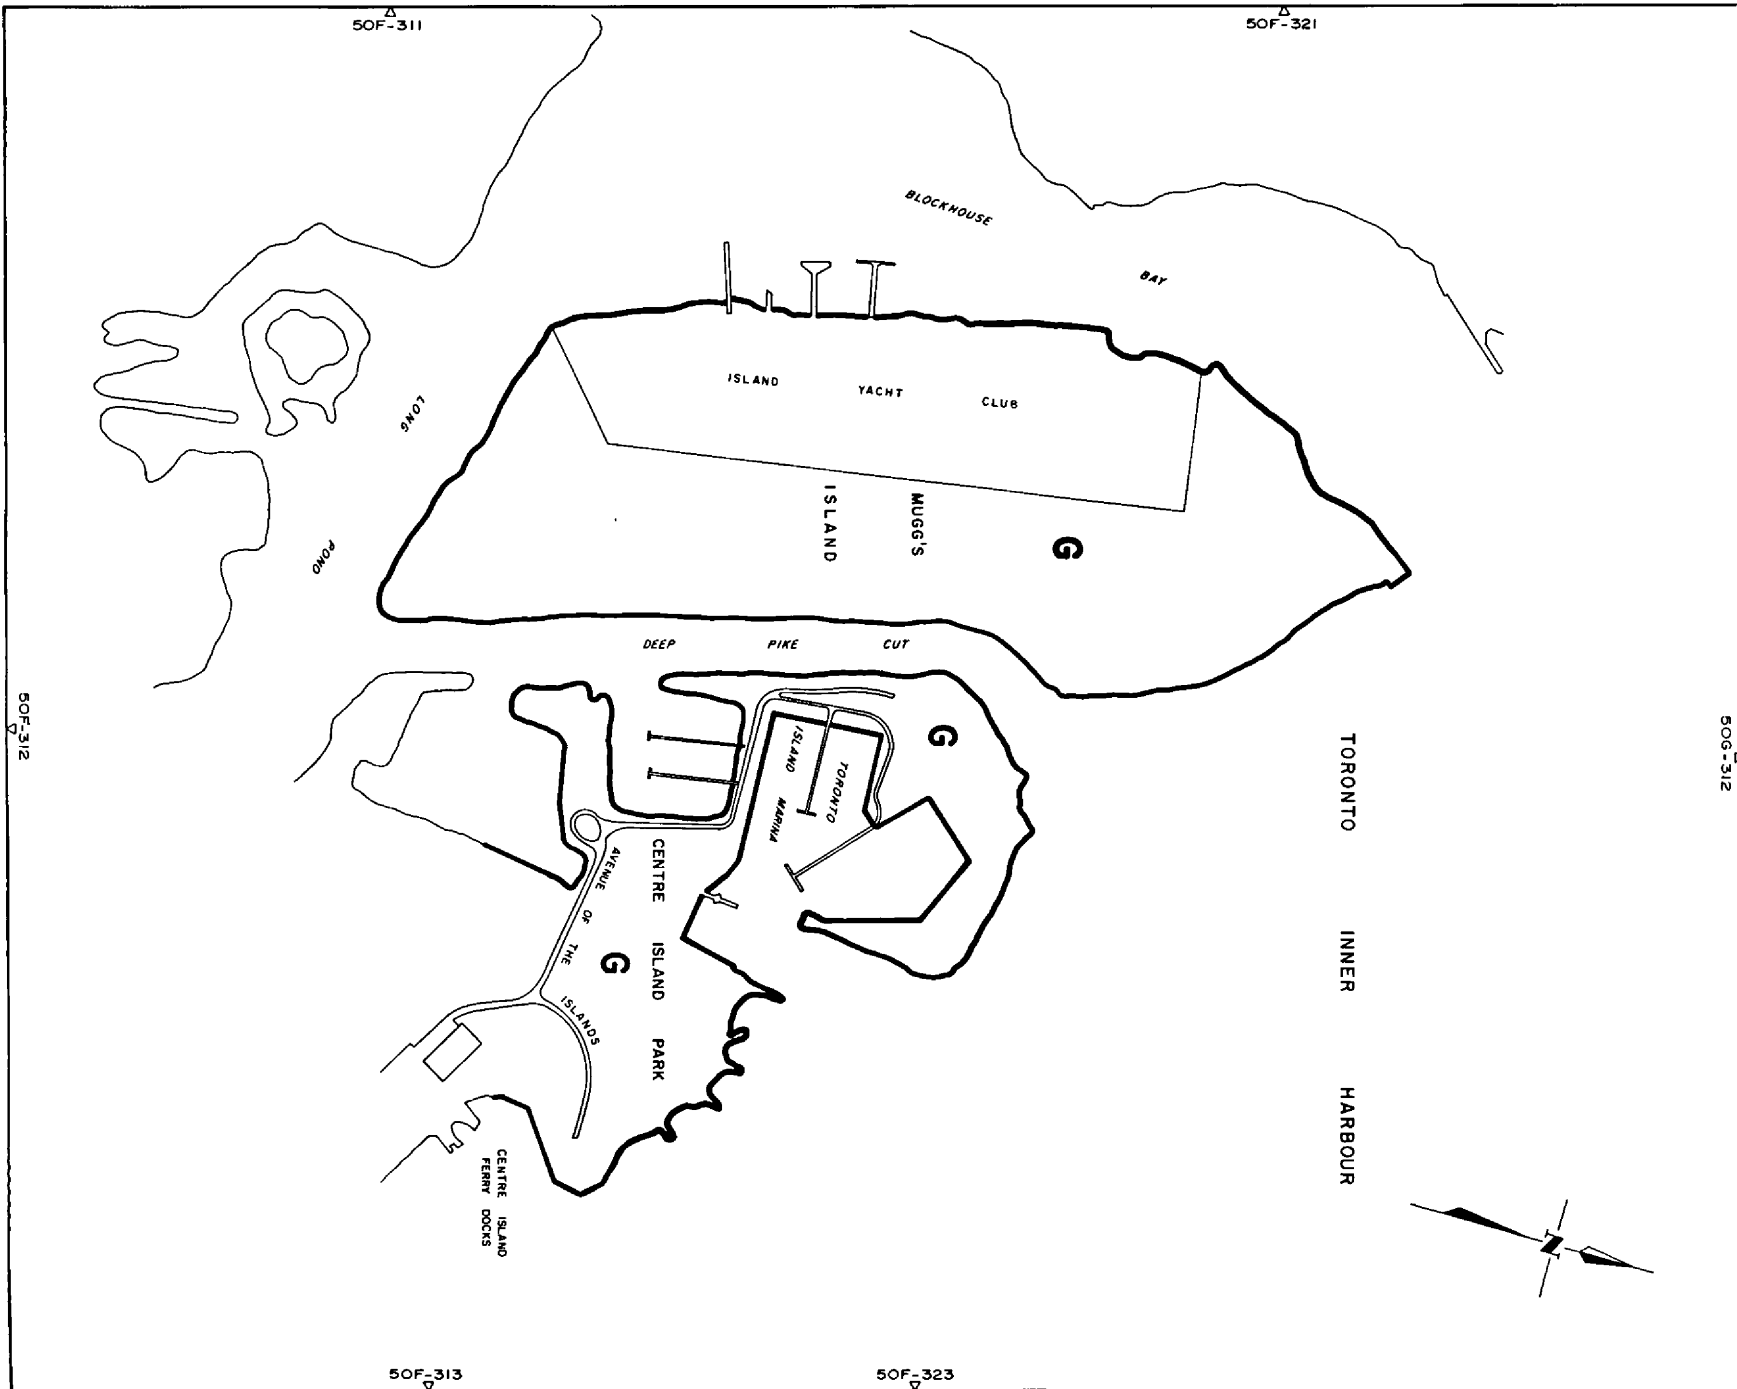 50F-311
50F-321
BLOCKHOUSE
BAY
ISLAND YACHT CLUB
LONG
POND
MUGG'S
ISLAND
G
DEEP PIKE CUT
50F-312
50G-312
G
TORONTO
ISLAND MARINA
TORONTO INNER HARBOUR
CENTRE ISLAND PARK
AVENUE OF THE ISLANDS
G
CENTRE ISLAND
FERRY DOCKS
N
50F-313
50F-323